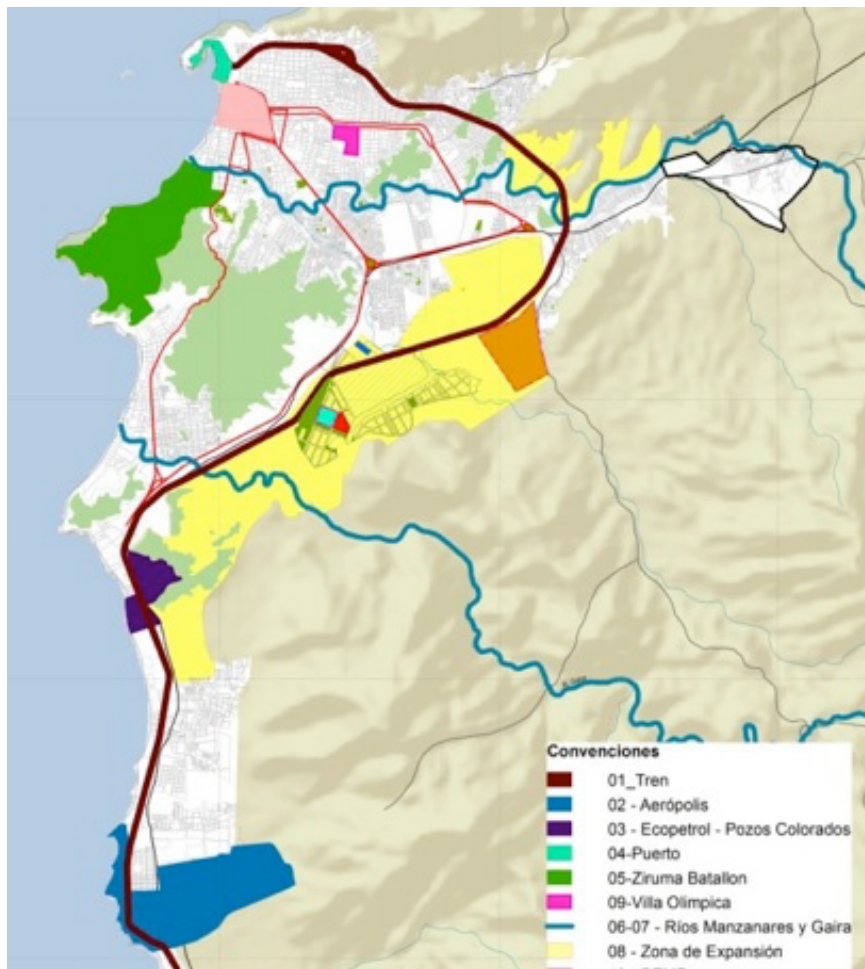 Convenciones
01_Tren
02 - Aerópolis
03 - Ecopetrol - Pozos Colorados
04-Puerto
05-Ziruma Batallon
09-Villa Olimpica
06-07 - Ríos Manzanares y Gaira
08 - Zona de Expansión